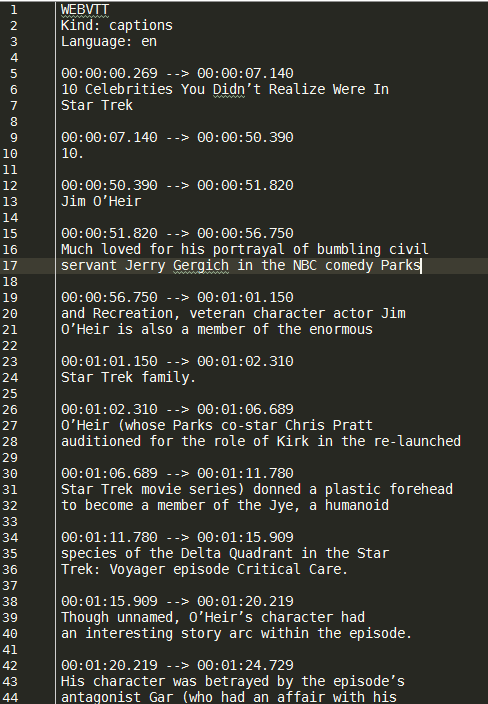 1 WEBVTT
2 Kind: captions
3 Language: en
4
5 00:00:00.269 --> 00:00:07.140
6 10 Celebrities You Didn’t Realize Were In
7 Star Trek
8
9 00:00:07.140 --> 00:00:50.390
10 10.
11
12 00:00:50.390 --> 00:00:51.820
13 Jim O’Heir
14
15 00:00:51.820 --> 00:00:56.750
16 Much loved for his portrayal of bumbling civil
17 servant Jerry Gergich in the NBC comedy Parks
18
19 00:00:56.750 --> 00:01:01.150
20 and Recreation, veteran character actor Jim
21 O’Heir is also a member of the enormous
22
23 00:01:01.150 --> 00:01:02.310
24 Star Trek family.
25
26 00:01:02.310 --> 00:01:06.689
27 O’Heir (whose Parks co-star Chris Pratt
28 auditioned for the role of Kirk in the re-launched
29
30 00:01:06.689 --> 00:01:11.780
31 Star Trek movie series) donned a plastic forehead
32 to become a member of the Jye, a humanoid
33
34 00:01:11.780 --> 00:01:15.909
35 species of the Delta Quadrant in the Star
36 Trek: Voyager episode Critical Care.
37
38 00:01:15.909 --> 00:01:20.219
39 Though unnamed, O’Heir’s character had
40 an interesting story arc within the episode.
41
42 00:01:20.219 --> 00:01:24.729
43 His character was betrayed by the episode’s
44 antagonist Gar (who had an affair with his